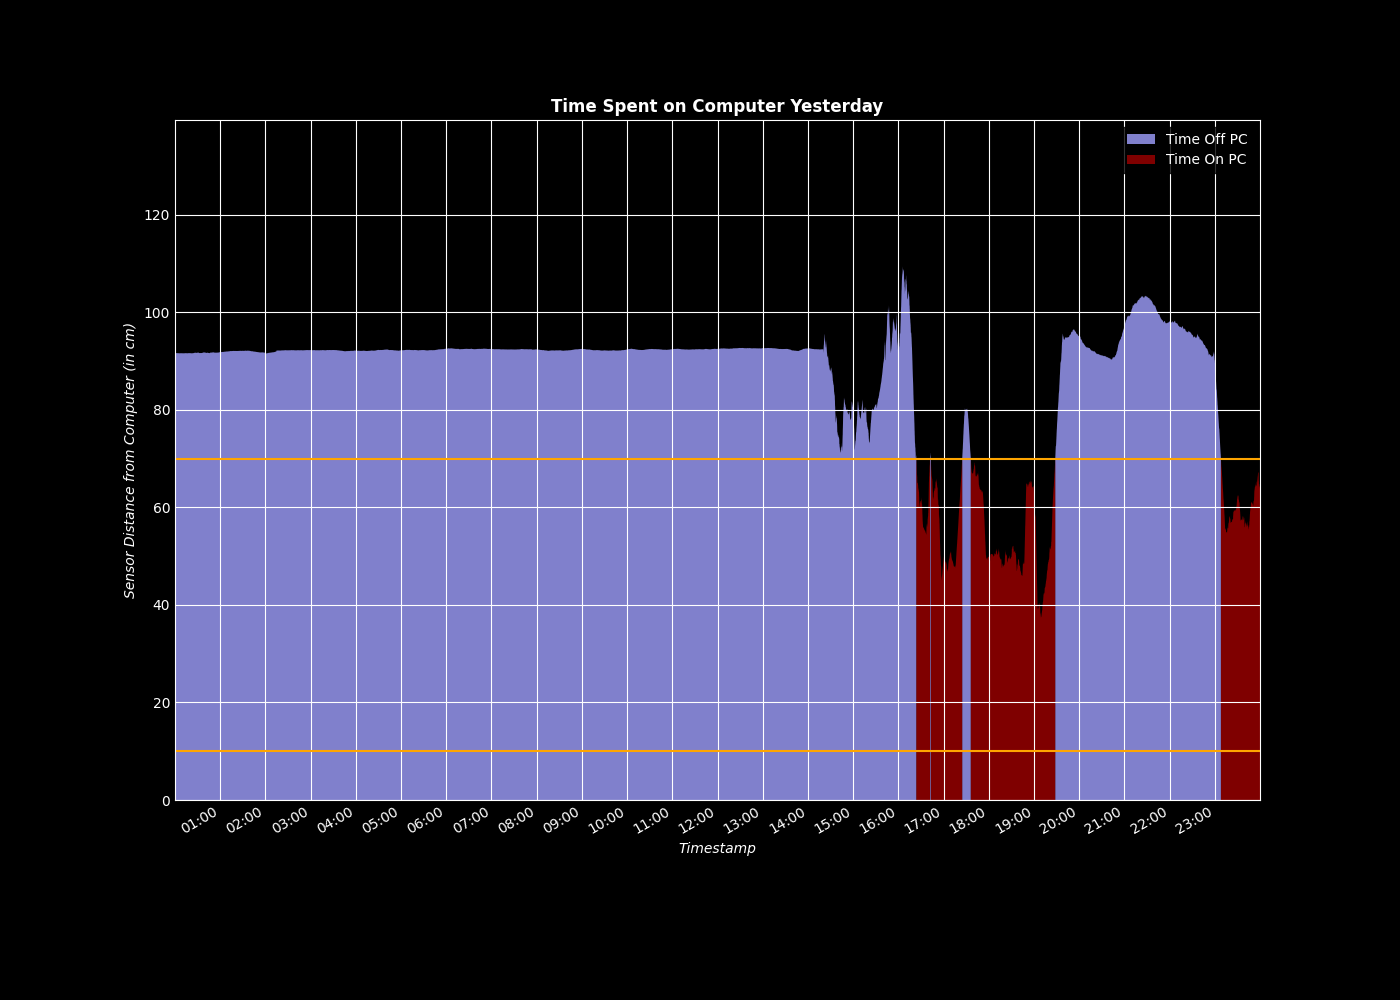 Time Spent on Computer Yesterday
Time Off PC
Time On PC
120
100
80
60
40
20
0
Sensor Distance from Computer (in cm)
01:00 02:00 03:00 04:00 05:00 06:00 07:00 08:00 09:00 10:00 11:00 12:00 13:00 14:00 15:00 16:00 17:00 18:00 19:00 20:00 21:00 22:00 23:00
Timestamp